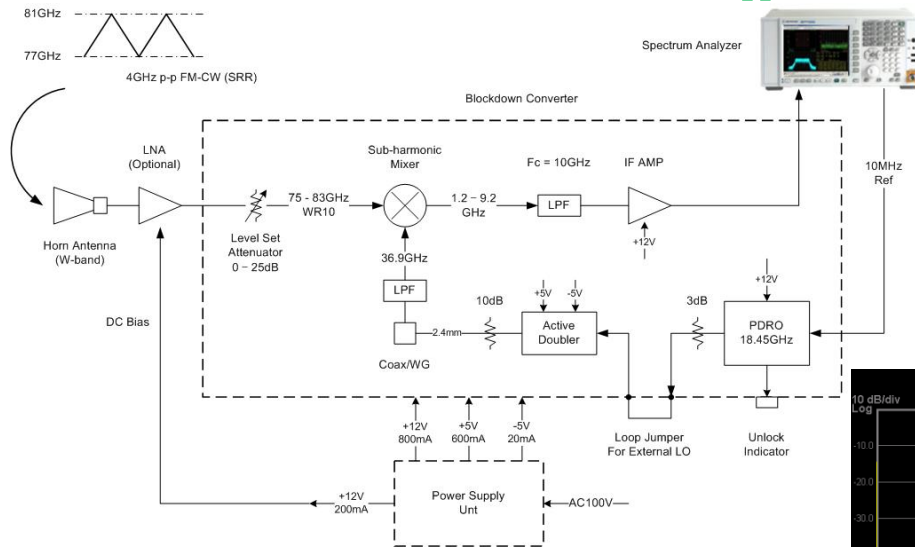 81GHz
77GHz
4GHz p-p FM-CW (SRR)
Spectrum Analyzer
Blockdown Converter
LNA
(Optional)
Sub-harmonic
Mixer
Fc = 10GHz
IF AMP
10MHz
Ref
75 - 83GHz
WR10
1.2 – 9.2
GHz
LPF
Horn Antenna
(W-band)
Level Set
Attenuator
0 – 25dB
+12V
36.9GHz
LPF
DC Bias
10dB
+5V
-5V
3dB
+12V
2.4mm
Active
Doubler
PDRO
18.45GHz
Coax/WG
+12V
800mA
+5V
600mA
-5V
20mA
Loop Jumper
For External LO
Unlock
Indicator
+12V
200mA
Power Supply
Unt
AC100V
10 dB/div
Log
-10.0
-20.0
-30.0